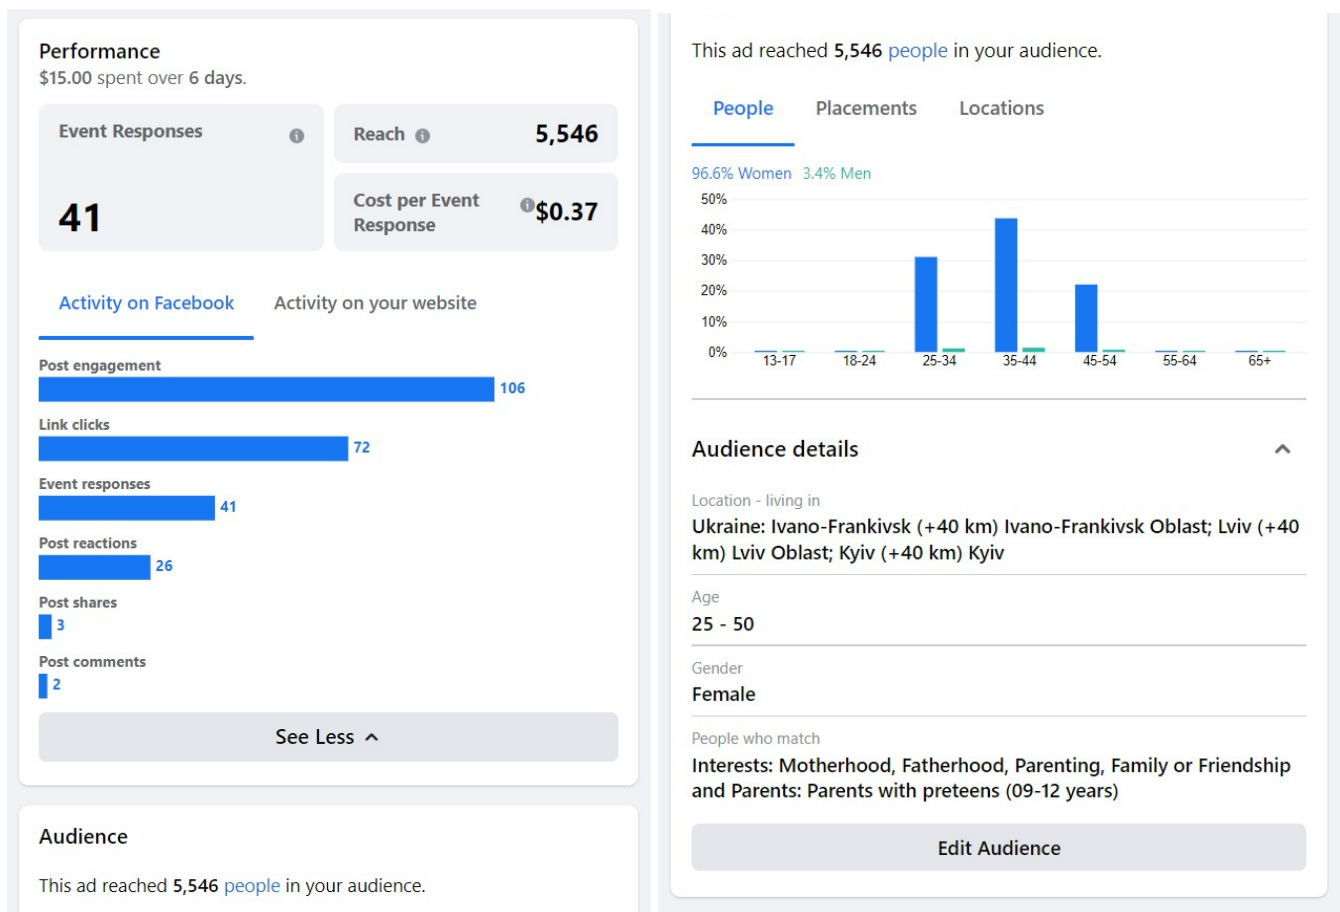 Performance
$15.00 spent over 6 days.
Event Responses
41
Reach
5,546
Cost per Event
Response
$0.37
Activity on Facebook
Activity on your website
Post engagement
106
Link clicks
72
Event responses
41
Post reactions
26
Post shares
3
Post comments
2
See Less
Audience
This ad reached 5,546 people in your audience.
This ad reached 5,546 people in your audience.
People
Placements
Locations
96.6% Women 3.4% Men
50%
40%
30%
20%
10%
0%
13-17 18-24 25-34 35-44 45-54 55-64 65+
Audience details
Location - living in
Ukraine: Ivano-Frankivsk (+40 km) Ivano-Frankivsk Oblast; Lviv (+40
km) Lviv Oblast; Kyiv (+40 km) Kyiv
Age
25 - 50
Gender
Female
People who match
Interests: Motherhood, Fatherhood, Parenting, Family or Friendship
and Parents: Parents with preteens (09-12 years)
Edit Audience